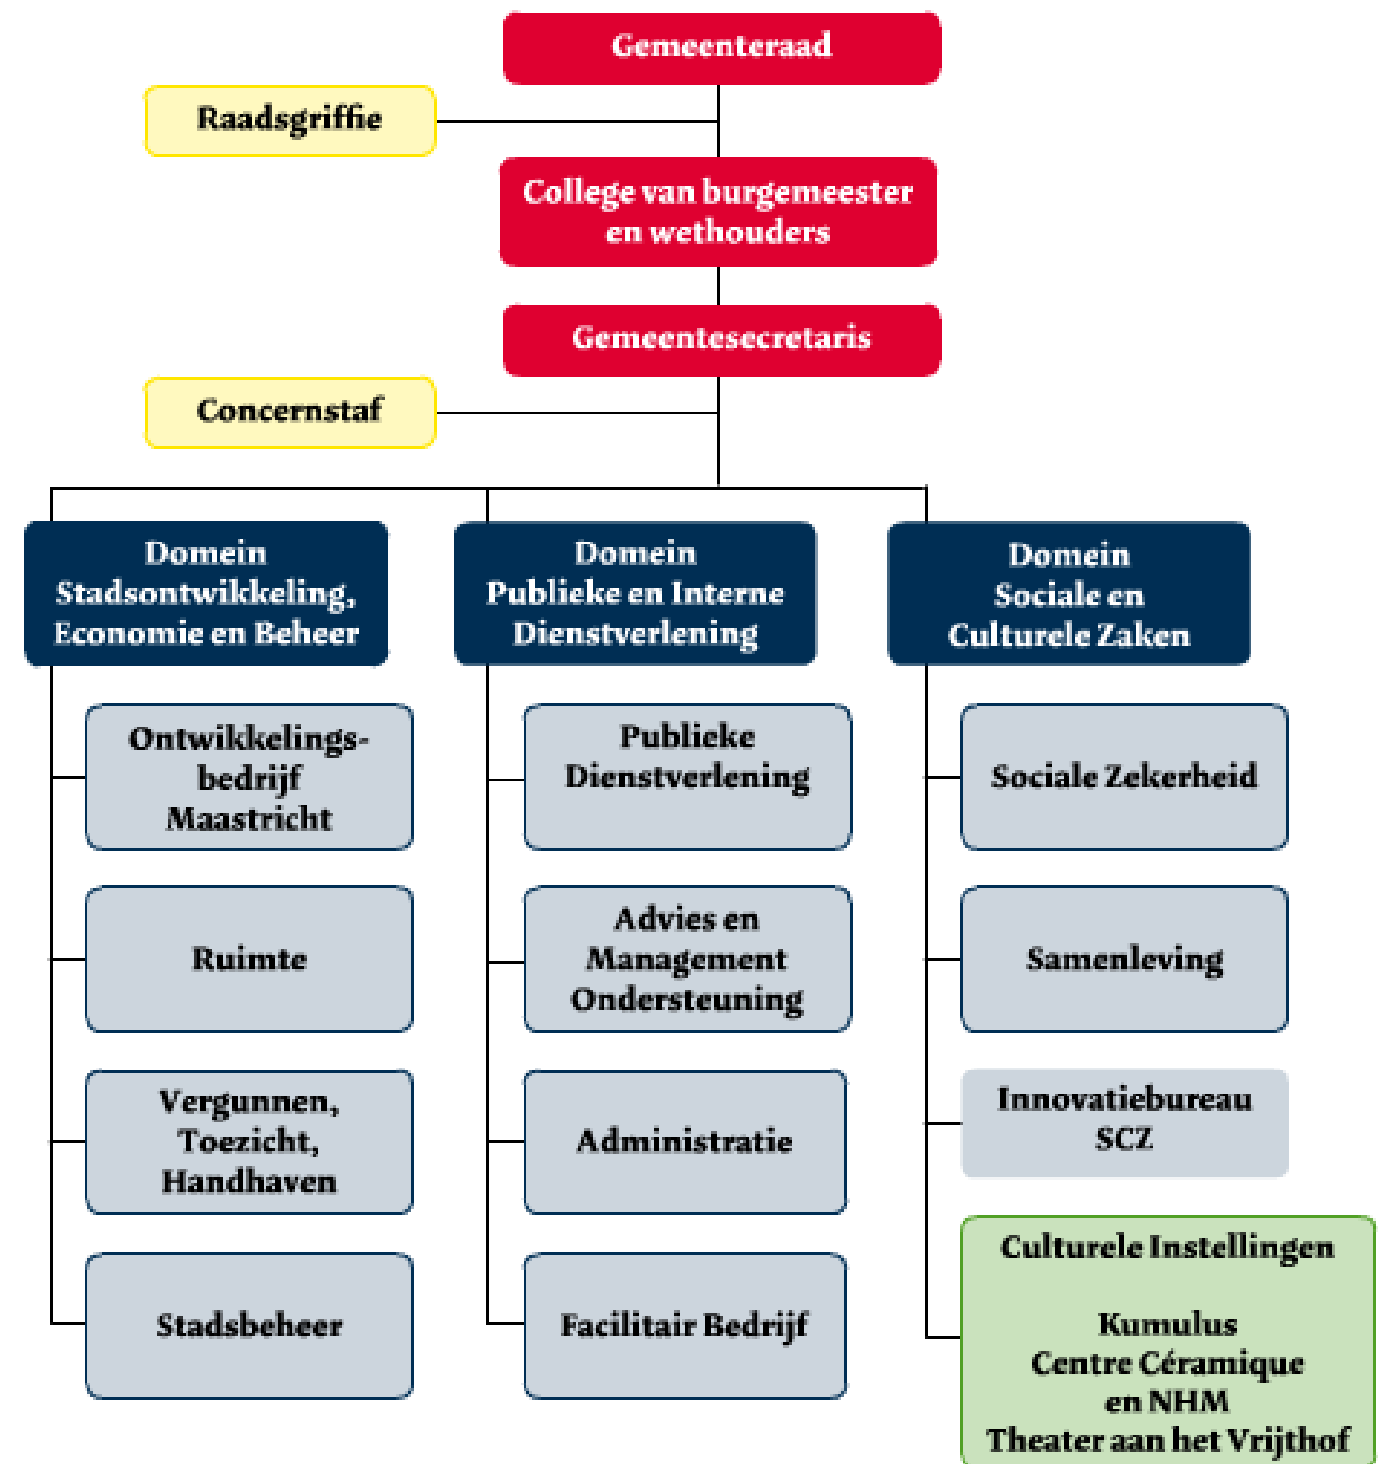 Gemeenteraad
Raadsgriffie
College van burgemeester
en wethouders
Gemeentesecretaris
Concernstaf
Domein
Stadsontwikkeling,
Economie en Beheer
Ontwikkelings-
bedrijf
Maastricht
Ruimte
Vergunnen,
Toezicht,
Handhaven
Stadsbeheer
Domein
Publieke en Interne
Dienstverlening
Publieke
Dienstverlening
Advies en
Management
Ondersteuning
Administratie
Facilitair Bedrijf
Domein
Sociale en
Culturele Zaken
Sociale Zekerheid
Samenleving
Innovatiebureau
SCZ
Culturele Instellingen
Kumulus
Centre Céramique
en NHM
Theater aan het Vrijthof